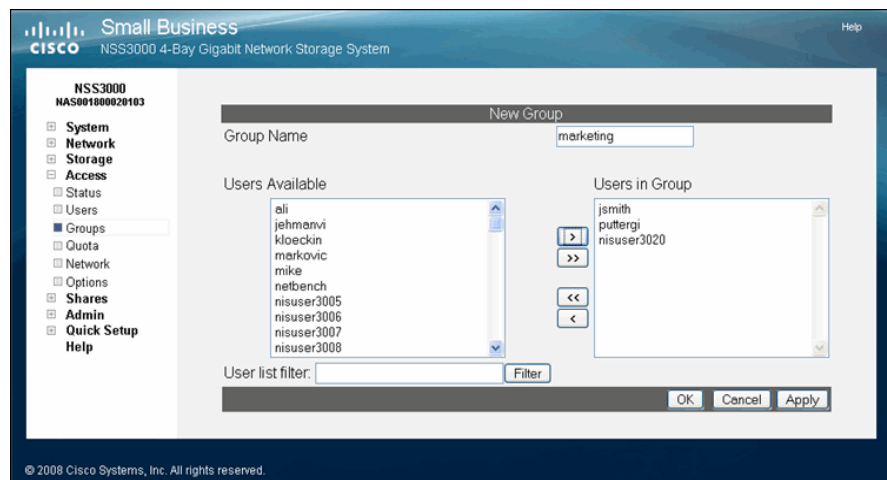 Small Business
CISCO NSS3000 4-Bay Gigabit Network Storage System
Help
NSS3000
NAS001800020103
System
Network
Storage
Access
Status
Users
Groups
Quota
Network
Options
Shares
Admin
Quick Setup
Help
New Group
Group Name marketing
Users Available
ali
jehmanvi
kloeckin
markovic
mike
netbench
nisuser3005
nisuser3006
nisuser3007
nisuser3008
>
>>
<<
<
Users in Group
jsmith
puttergi
nisuser3020
User list filter: Filter
OK Cancel Apply
© 2008 Cisco Systems, Inc. All rights reserved.